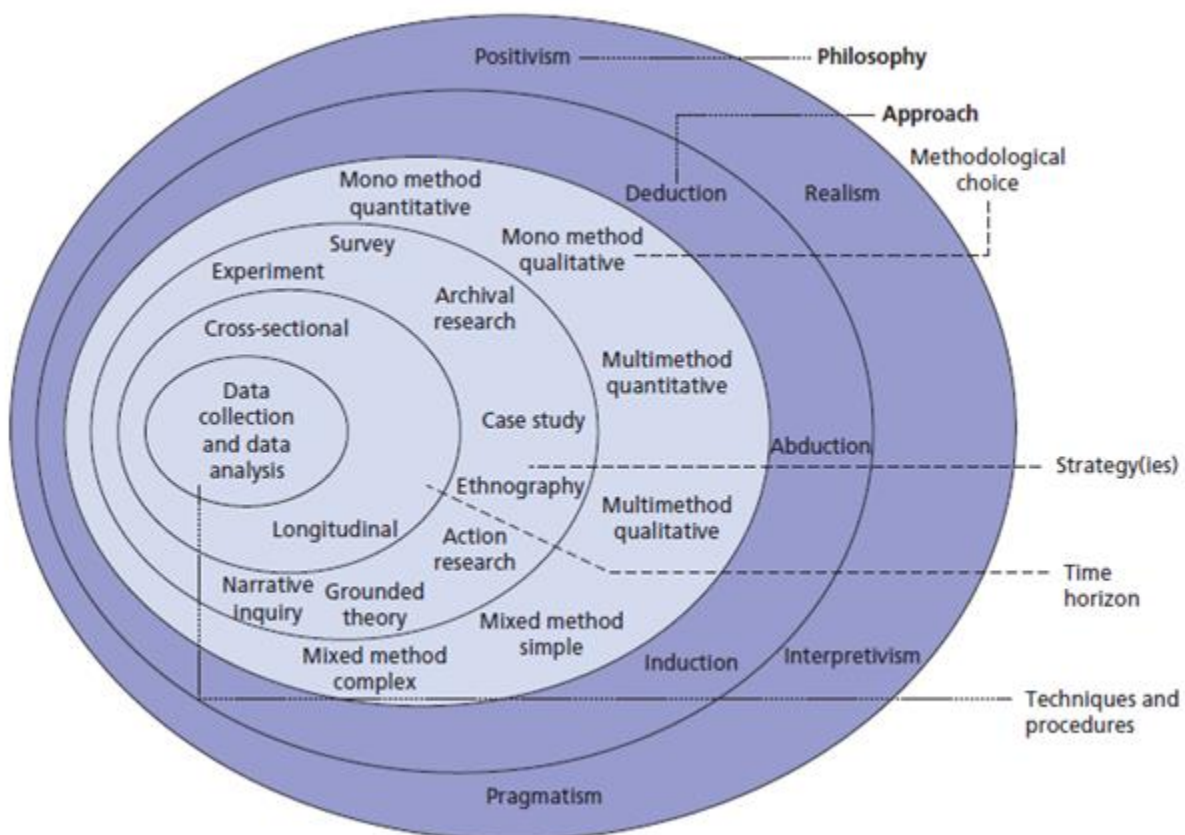 Positivism
Philosophy
Approach
Methodological
choice
Mono method
quantitative
Deduction
Realism
Survey
Mono method
qualitative
Experiment
Archival
research
Cross-sectional
Multimethod
quantitative
Data
collection
and data
analysis
Case study
Abduction
Strategy(ies)
Ethnography
Multimethod
qualitative
Longitudinal
Action
research
Time
horizon
Narrative
inquiry
Grounded
theory
Mixed method
simple
Mixed method
complex
Induction
Interpretivism
Techniques and
procedures
Pragmatism